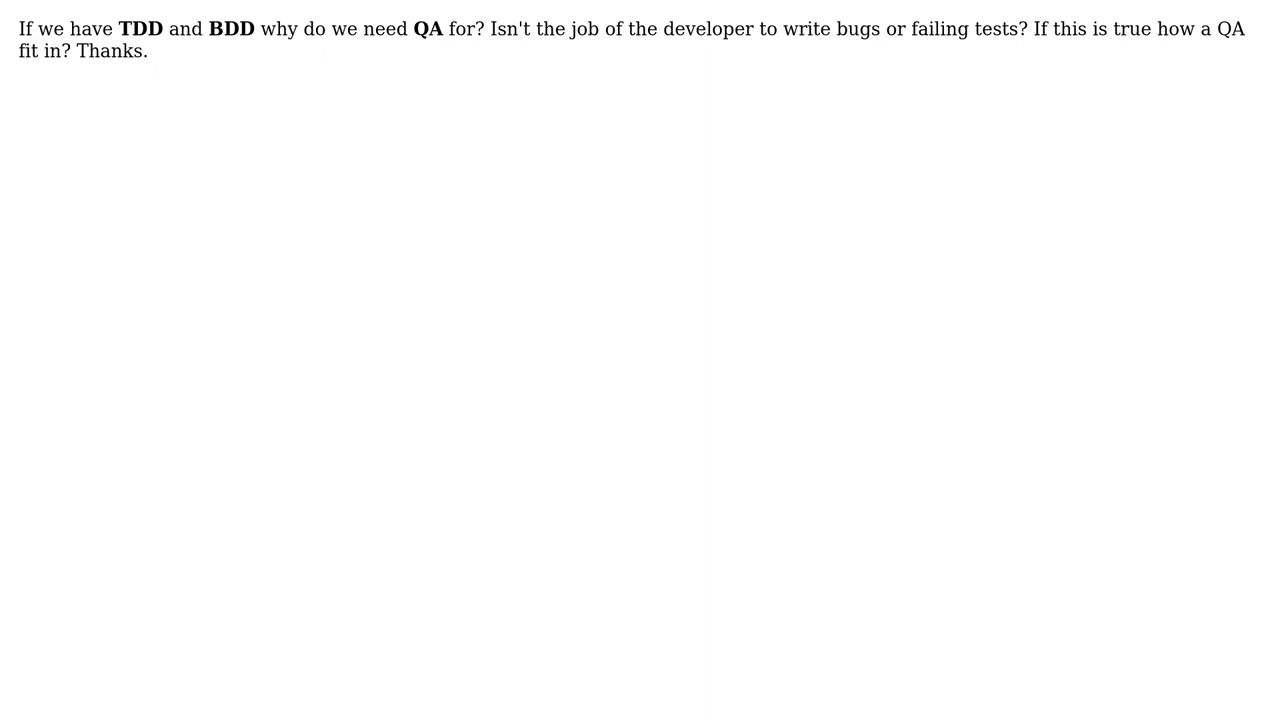 If we have TDD and BDD why do we need QA for? Isn't the job of the developer to write bugs or failing tests? If this is true how a QA
fit in? Thanks.